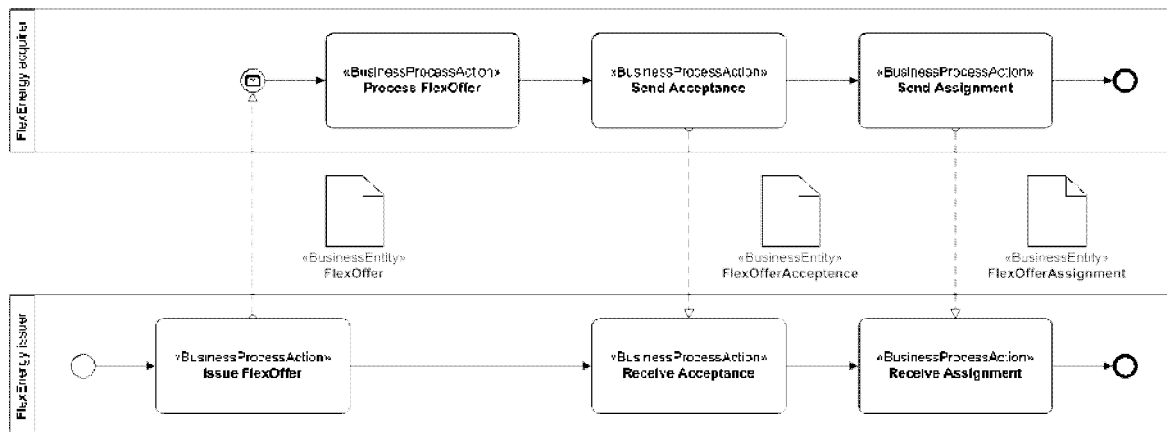 FlexEnergy acquirer
«BusinessProcessAction»
Process FlexOffer
«BusinessProcessAction»
Send Acceptance
«BusinessProcessAction»
Send Assignment
«BusinessEntity»
FlexOffer
«BusinessEntity»
FlexOfferAcceptance
«BusinessEntity»
FlexOfferAssignment
FlexEnergy issuer
«BusinessProcessAction»
Issue FlexOffer
«BusinessProcessAction»
Receive Acceptance
«BusinessProcessAction»
Receive Assignment